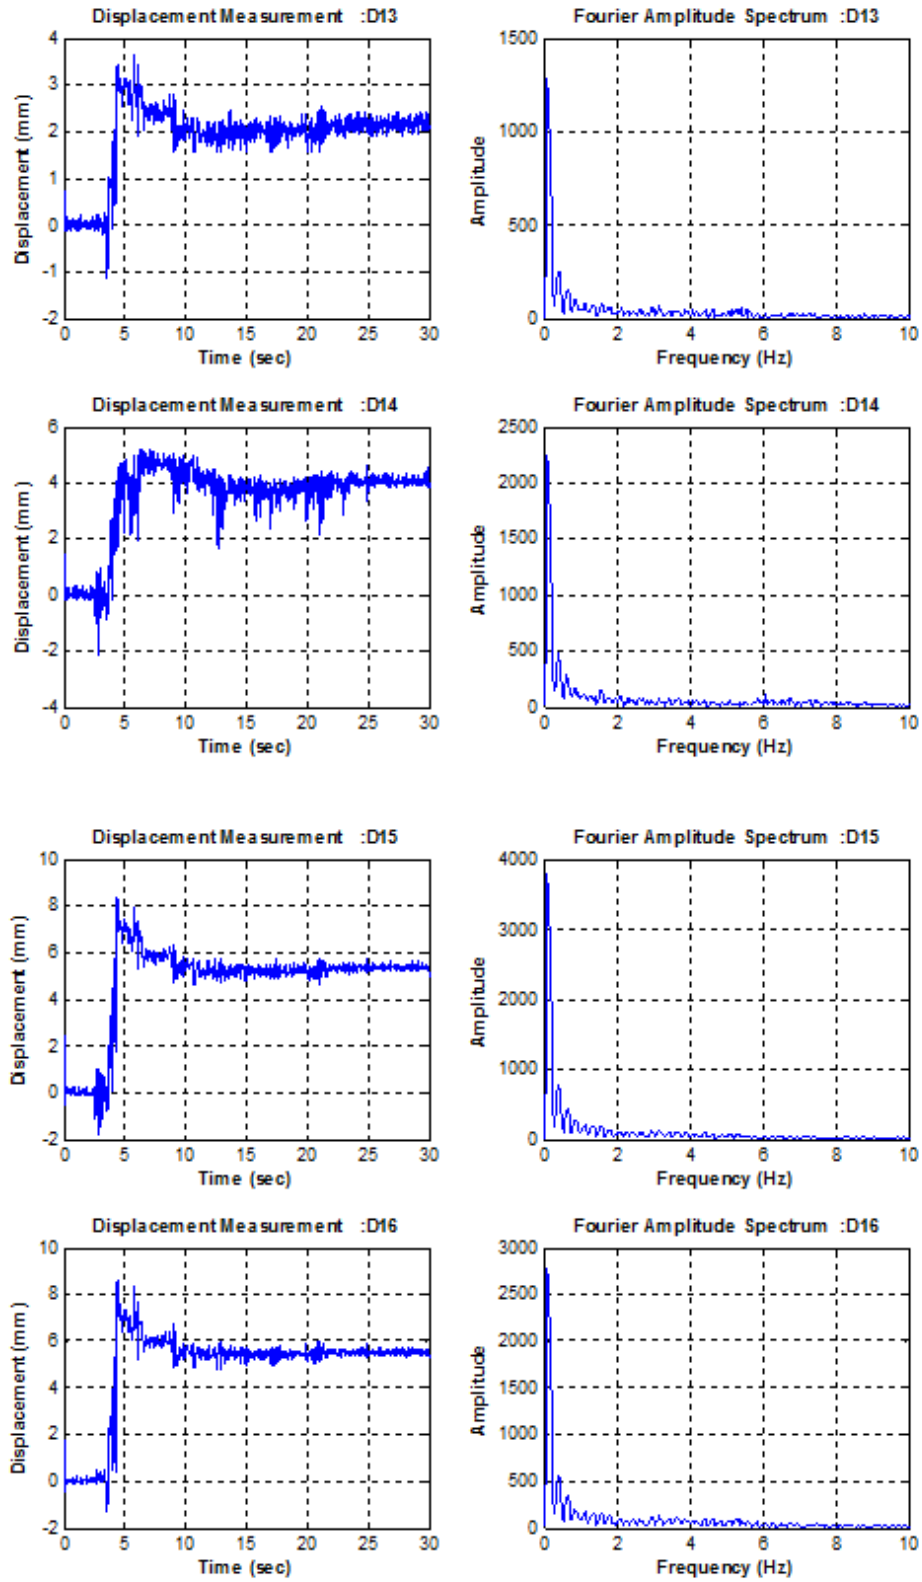 Displacement Measurement :D13
Fourier Amplitude Spectrum :D13
4
3
2
1
0
-1
-2
Displacement (mm)
0 5 10 15 20 25 30
Time (sec)
1500
1000
500
0
Amplitude
0 2 4 6 8 10
Frequency (Hz)
Displacement Measurement :D14
Fourier Amplitude Spectrum :D14
6
4
2
0
-2
-4
Displacement (mm)
0 5 10 15 20 25 30
Time (sec)
2500
2000
1500
1000
500
0
Amplitude
0 2 4 6 8 10
Frequency (Hz)
Displacement Measurement :D15
Fourier Amplitude Spectrum :D15
10
8
6
4
2
0
-2
Displacement (mm)
0 5 10 15 20 25 30
Time (sec)
4000
3000
2000
1000
0
Amplitude
0 2 4 6 8 10
Frequency (Hz)
Displacement Measurement :D16
Fourier Amplitude Spectrum :D16
10
8
6
4
2
0
-2
Displacement (mm)
0 5 10 15 20 25 30
Time (sec)
3000
2500
2000
1500
1000
500
0
Amplitude
0 2 4 6 8 10
Frequency (Hz)